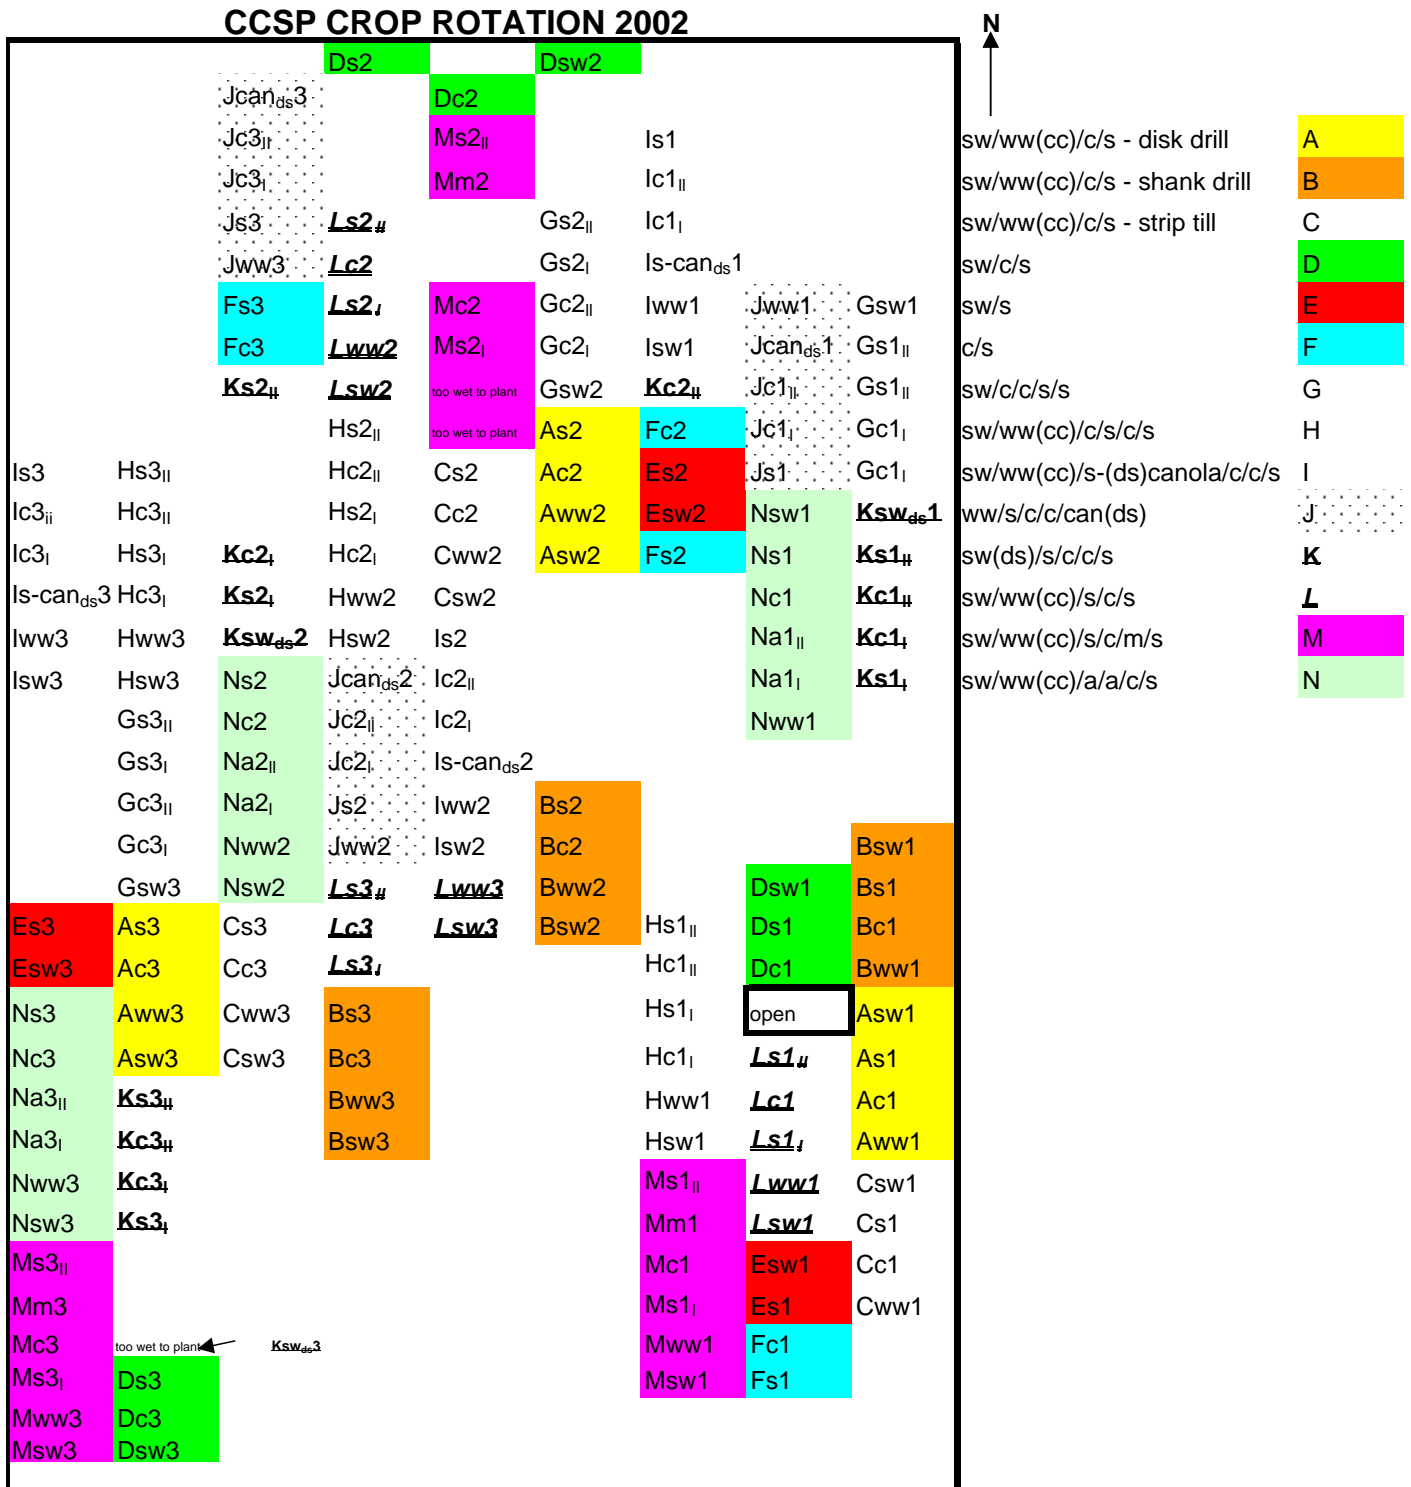 CCSP CROP ROTATION 2002 N
Ds2 Dsw2
Jcands3 Dc2
Jc3II Ms2II Is1 sw/ww(cc)/c/s - disk drill A
Jc3I Mm2 Ic1II sw/ww(cc)/c/s - shank drill B
Js3 Ls2II Gs2II Ic1I sw/ww(cc)/c/s - strip till C
Jww3 Lc2 Gs2I Is-cands1 sw/c/s D
Fs3 Ls2I Mc2 Gc2II Iww1 Jww1 Gsw1 sw/s E
Fc3 Lww2 Ms2I Gc2I Isw1 Jcands1 Gs1II c/s F
Ks2II Lsw2 too wet to plant Gsw2 Kc2II Jc1II Gs1II sw/c/c/s/s G
Hs2II too wet to plant As2 Fc2 Jc1I Gc1I sw/ww(cc)/c/s/c/s H
Is3 Hs3II Hc2II Cs2 Ac2 Es2 Js1 Gc1I sw/ww(cc)/s-(ds)canola/c/c/s I
Ic3ii Hc3II Hs2I Cc2 Aww2 Esw2 Nsw1 Kswds1 ww/s/c/c/can(ds) J
Ic3I Hs3I Kc2I Hc2I Cww2 Asw2 Fs2 Ns1 Ks1II sw(ds)/s/c/c/s K
Is-cands3 Hc3I Ks2I Hww2 Csw2 Nc1 Kc1II sw/ww(cc)/s/c/s L
Iww3 Hww3 Kswds2 Hsw2 Is2 Na1II Kc1I sw/ww(cc)/s/c/m/s M
Isw3 Hsw3 Ns2 Jcands2 Ic2II Na1I Ks1I sw/ww(cc)/a/a/c/s N
Gs3II Nc2 Jc2II Ic2I Nww1
Gs3I Na2II Jc2I Is-cands2
Gc3II Na2I Js2 Iww2 Bs2
Gc3I Nww2 Jww2 Isw2 Bc2 Bsw1
Gsw3 Nsw2 Ls3II Lww3 Bww2 Dsw1 Bs1
Es3 As3 Cs3 Lc3 Lsw3 Bsw2 Hs1II Ds1 Bc1
Esw3 Ac3 Cc3 Ls3I Hc1II Dc1 Bww1
Ns3 Aww3 Cww3 Bs3 Hs1I open Asw1
Nc3 Asw3 Csw3 Bc3 Hc1I Ls1II As1
Na3II Ks3II Bww3 Hww1 Lc1 Ac1
Na3I Kc3II Bsw3 Hsw1 Ls1I Aww1
Nww3 Kc3I Ms1II Lww1 Csw1
Nsw3 Ks3I Mm1 Lsw1 Cs1
Ms3II Mc1 Esw1 Cc1
Mm3 Ms1I Es1 Cww1
Mc3 too wet to plant Kswds3 Mww1 Fc1
Ms3I Ds3 Msw1 Fs1
Mww3 Dc3
Msw3 Dsw3